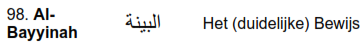 98. Al-Bayyinah البينة Het (duidelijke) Bewijs